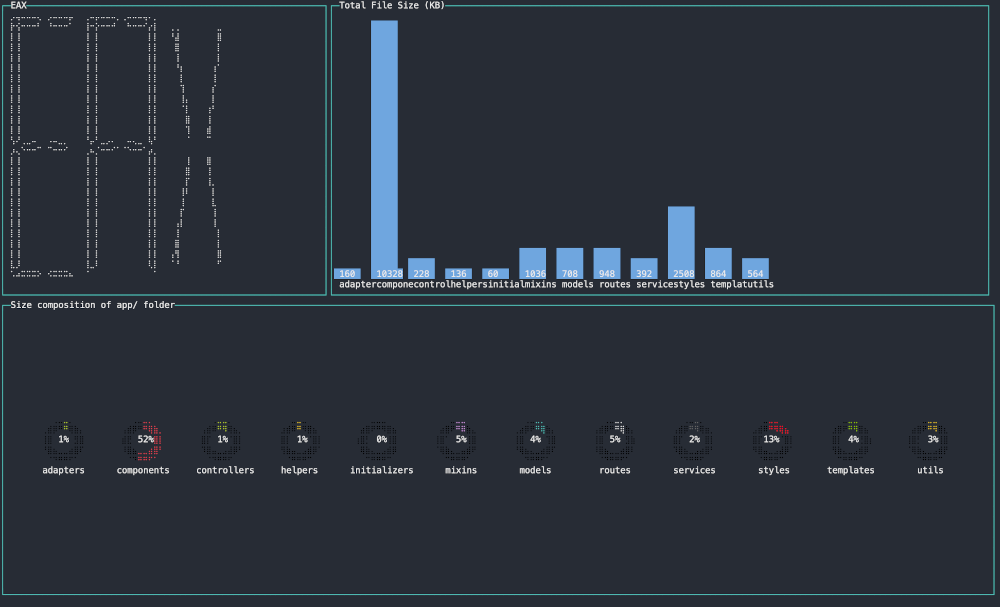 EAX
EAX
Total File Size (KB)
160 10328 228 136 60 1036 708 948 392 2508 864 564
adaptercomponecontrolhelpersinitialmixins models routes servicestyles templatutils
Size composition of app/ folder
1% 52% 1% 1% 0% 5% 4% 5% 2% 13% 4% 3%
adapters components controllers helpers initializers mixins models routes services styles templates utils